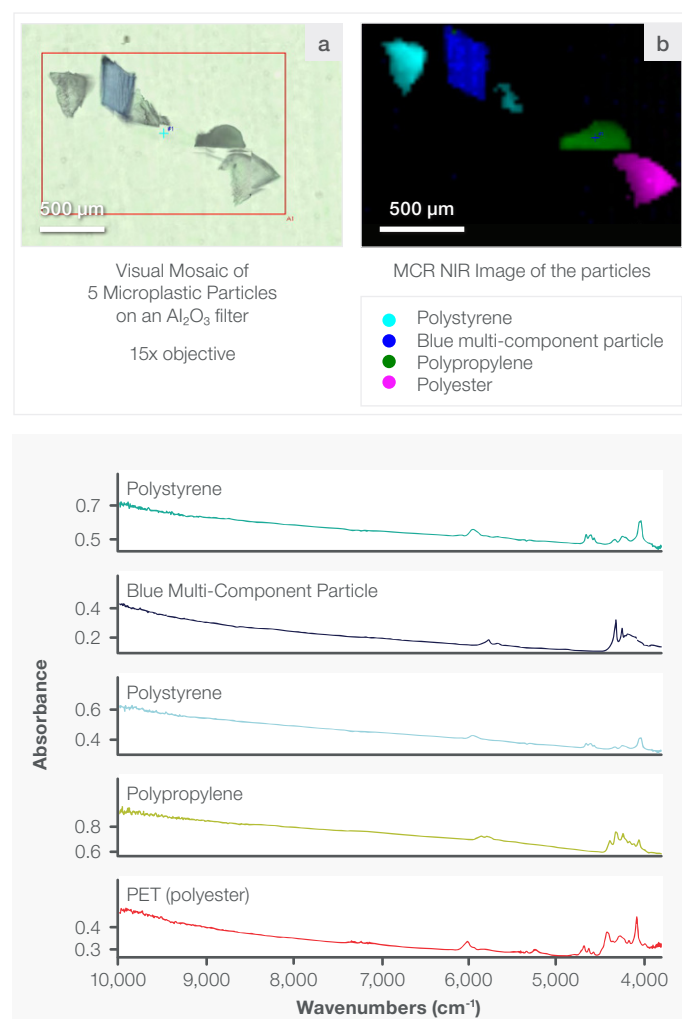 a
#1
500 µm
A1
b
500 µm
Visual Mosaic of
5 Microplastic Particles
on an Al₂O₃ filter
15x objective
MCR NIR Image of the particles
Polystyrene
Blue multi-component particle
Polypropylene
Polyester
Absorbance
Polystyrene
0.7
0.5
Blue Multi-Component Particle
0.4
0.2
Polystyrene
0.6
0.4
Polypropylene
0.8
0.6
PET (polyester)
0.4
0.3
10,000 9,000 8,000 7,000 6,000 5,000 4,000
Wavenumbers (cm⁻¹)